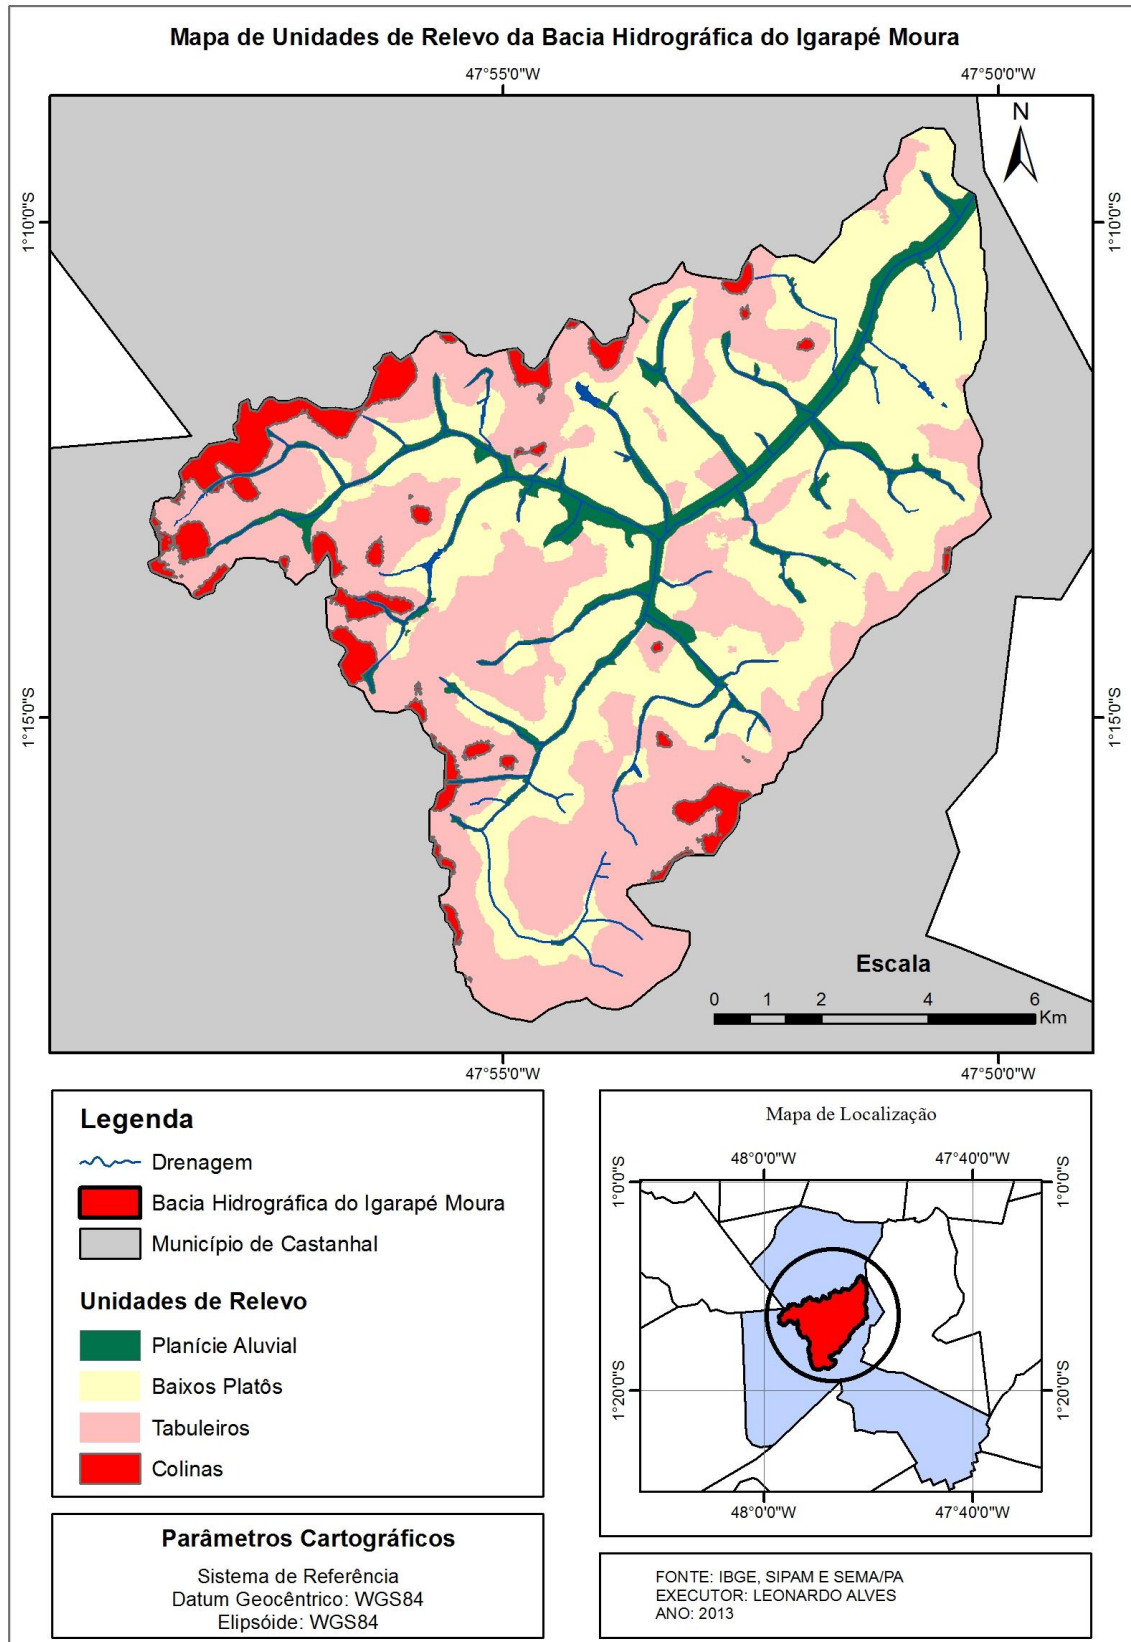 Mapa de Unidades de Relevo da Bacia Hidrográfica do Igarapé Moura
47°55'0"W
47°50'0"W
N
1°10'0"S
1°10'0"S
1°15'0"S
1°15'0"S
Escala
0 1 2 4 6
Km
47°55'0"W
47°50'0"W
Legenda
Drenagem
Bacia Hidrográfica do Igarapé Moura
Município de Castanhal
Unidades de Relevo
Planície Aluvial
Baixos Platôs
Tabuleiros
Colinas
Mapa de Localização
48°0'0"W
47°40'0"W
1°0'0"S
1°0'0"S
1°20'0"S
1°20'0"S
48°0'0"W
47°40'0"W
Parâmetros Cartográficos
Sistema de Referência
Datum Geocêntrico: WGS84
Elipsóide: WGS84
FONTE: IBGE, SIPAM E SEMA/PA
EXECUTOR: LEONARDO ALVES
ANO: 2013